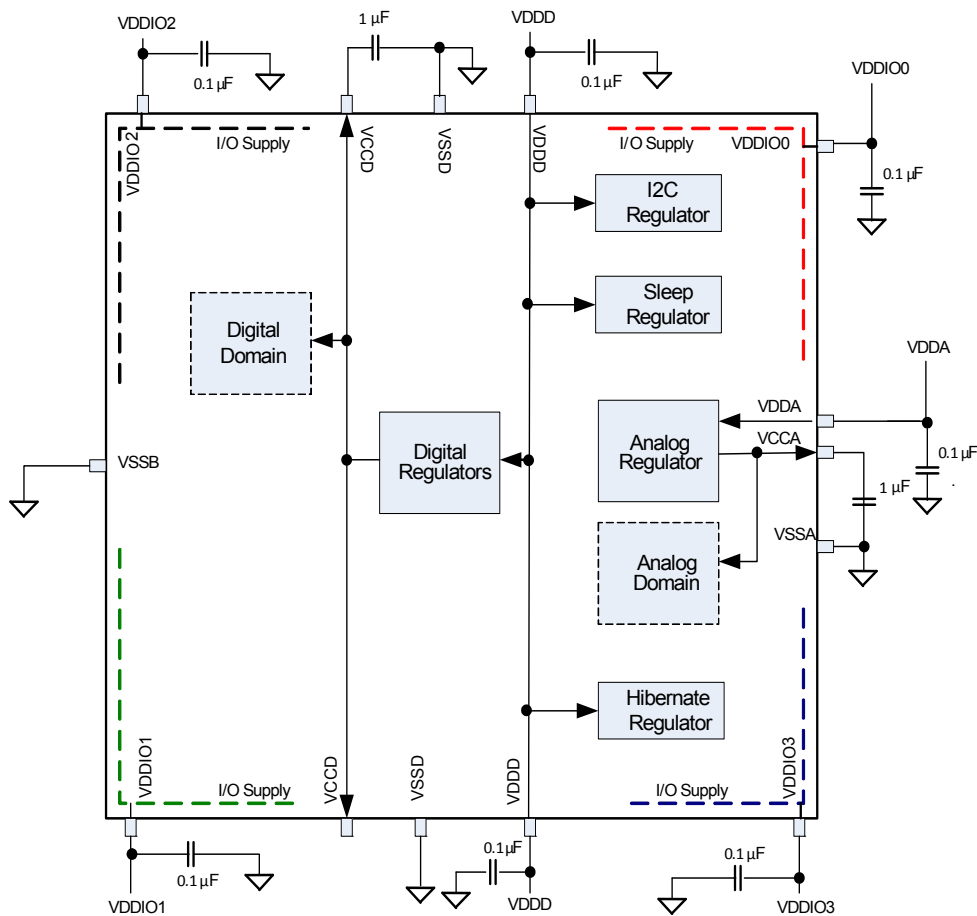 VDDIO2
0.1 µF
1 µF
VDDD
0.1 µF
VDDIO0
0.1 µF
VDDIO2
I/O Supply
VCCD
VSSD
VDDD
I/O Supply
VDDIO0
I2C
Regulator
Sleep
Regulator
Digital
Domain
VDDA
VDDA
Digital
Regulators
Analog
Regulator
VCCA
0.1 µF
.
VSSB
1 µF
VSSA
Analog
Domain
Hibernate
Regulator
VDDIO1
I/O Supply
VCCD
VSSD
VDDD
I/O Supply
VDDIO3
0.1 µF
VDDIO1
0.1 µF
VDDD
0.1 µF
VDDIO3